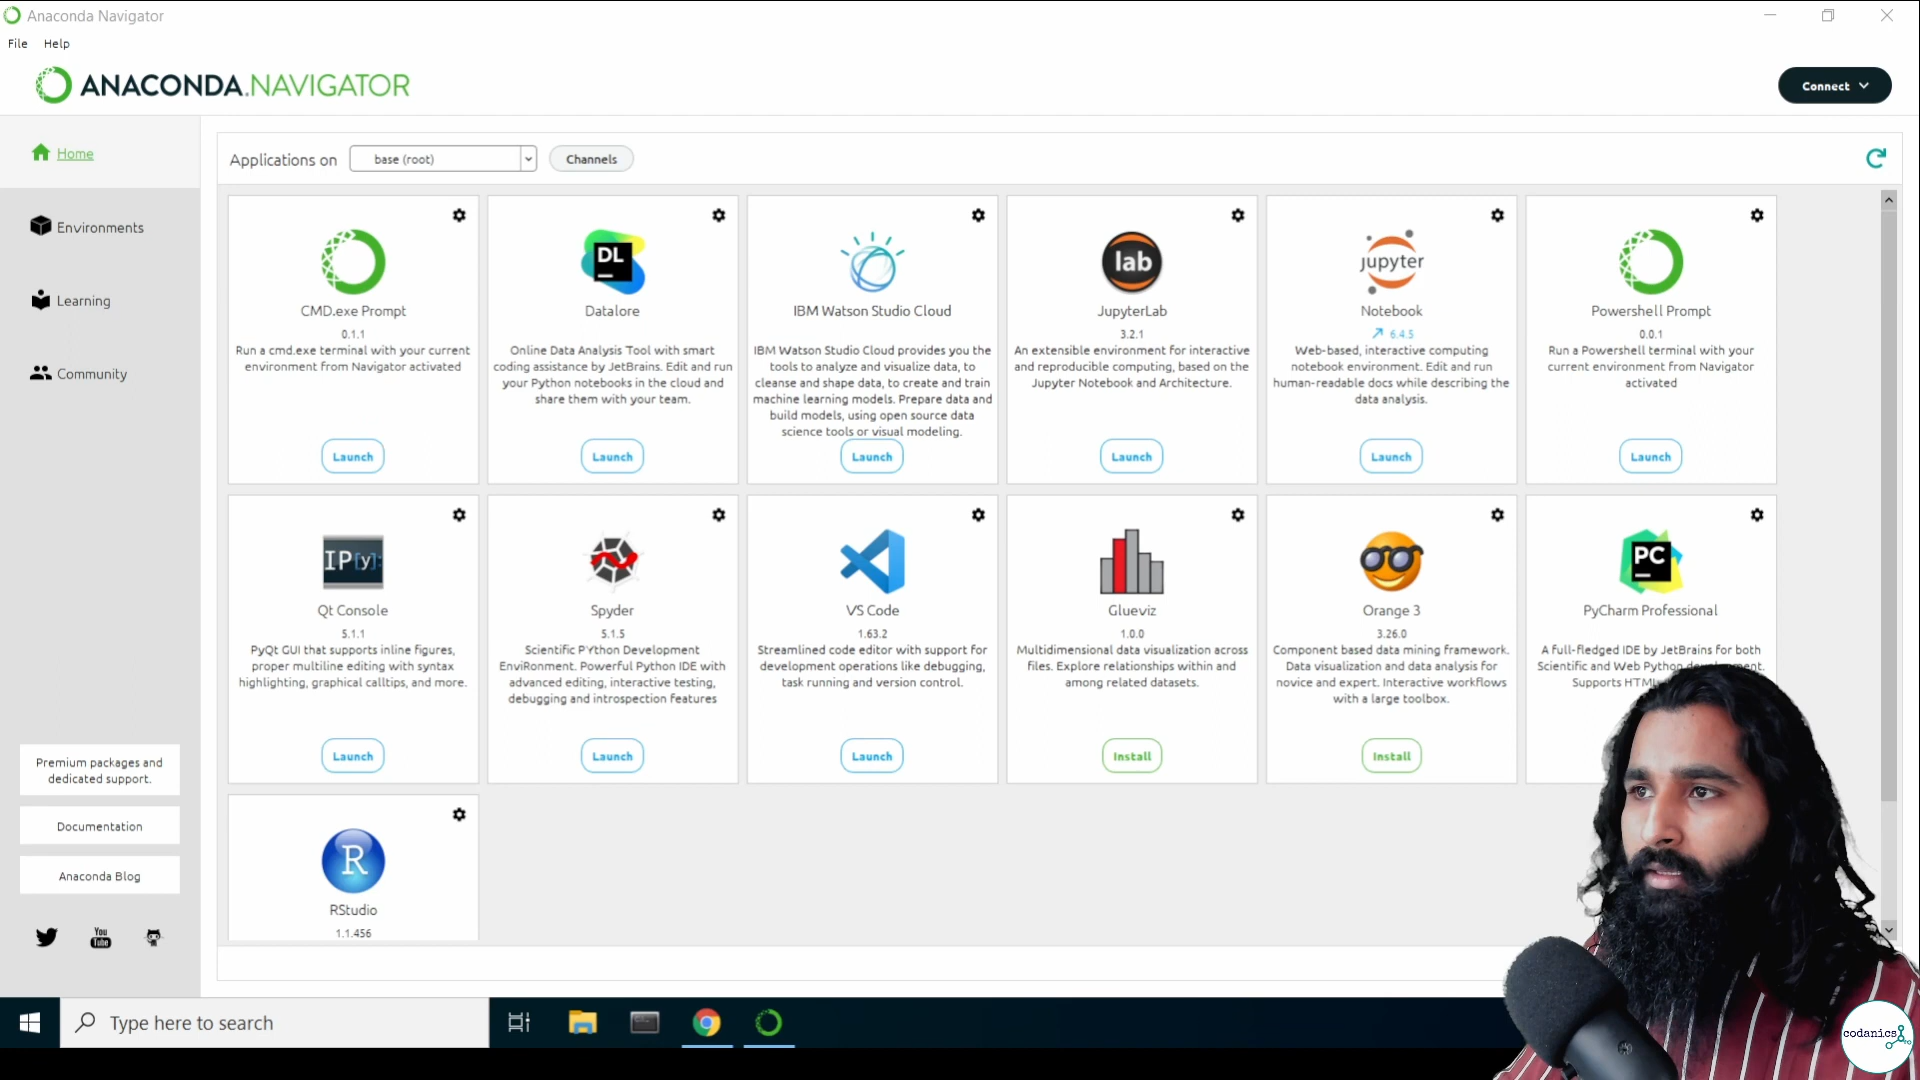 Anaconda Navigator
File Help
ANACONDA.NAVIGATOR
Connect
Home
Environments
Learning
Community
Premium packages and
dedicated support.
Documentation
Anaconda Blog
You
Tube
Applications on base (root) Channels
CMD.exe Prompt
0.1.1
Run a cmd.exe terminal with your current
environment from Navigator activated
Launch
DL
Datalore
Online Data Analysis Tool with smart
coding assistance by JetBrains. Edit and run
your Python notebooks in the cloud and
share them with your team.
Launch
IBM Watson Studio Cloud
IBM Watson Studio Cloud provides you the
tools to analyze and visualize data, to
cleanse and shape data, to create and train
machine learning models. Prepare data and
build models, using open source data
science tools or visual modeling.
Launch
lab
JupyterLab
3.2.1
An extensible environment for interactive
and reproducible computing, based on the
Jupyter Notebook and Architecture.
Launch
jupyter
Notebook
6.4.5
Web-based, interactive computing
notebook environment. Edit and run
human-readable docs while describing the
data analysis.
Launch
Powershell Prompt
0.0.1
Run a Powershell terminal with your
current environment from Navigator
activated
Launch
IP[y]:
Qt Console
5.1.1
PyQt GUI that supports inline figures,
proper multiline editing with syntax
highlighting, graphical calltips, and more.
Launch
Spyder
5.1.5
Scientific PYthon Development
EnviRonment. Powerful Python IDE with
advanced editing, interactive testing,
debugging and introspection features
Launch
VS Code
1.63.2
Streamlined code editor with support for
development operations like debugging,
task running and version control.
Launch
Glueviz
1.0.0
Multidimensional data visualization across
files. Explore relationships within and
among related datasets.
Install
Orange 3
3.26.0
Component based data mining framework.
Data visualization and data analysis for
novice and expert. Interactive workflows
with a large toolbox.
Install
PC
PyCharm Professional
A full-fledged IDE by JetBrains for both
Scientific and Web Python
Supports
R
RStudio
1.1.456
Type here to search
codanics